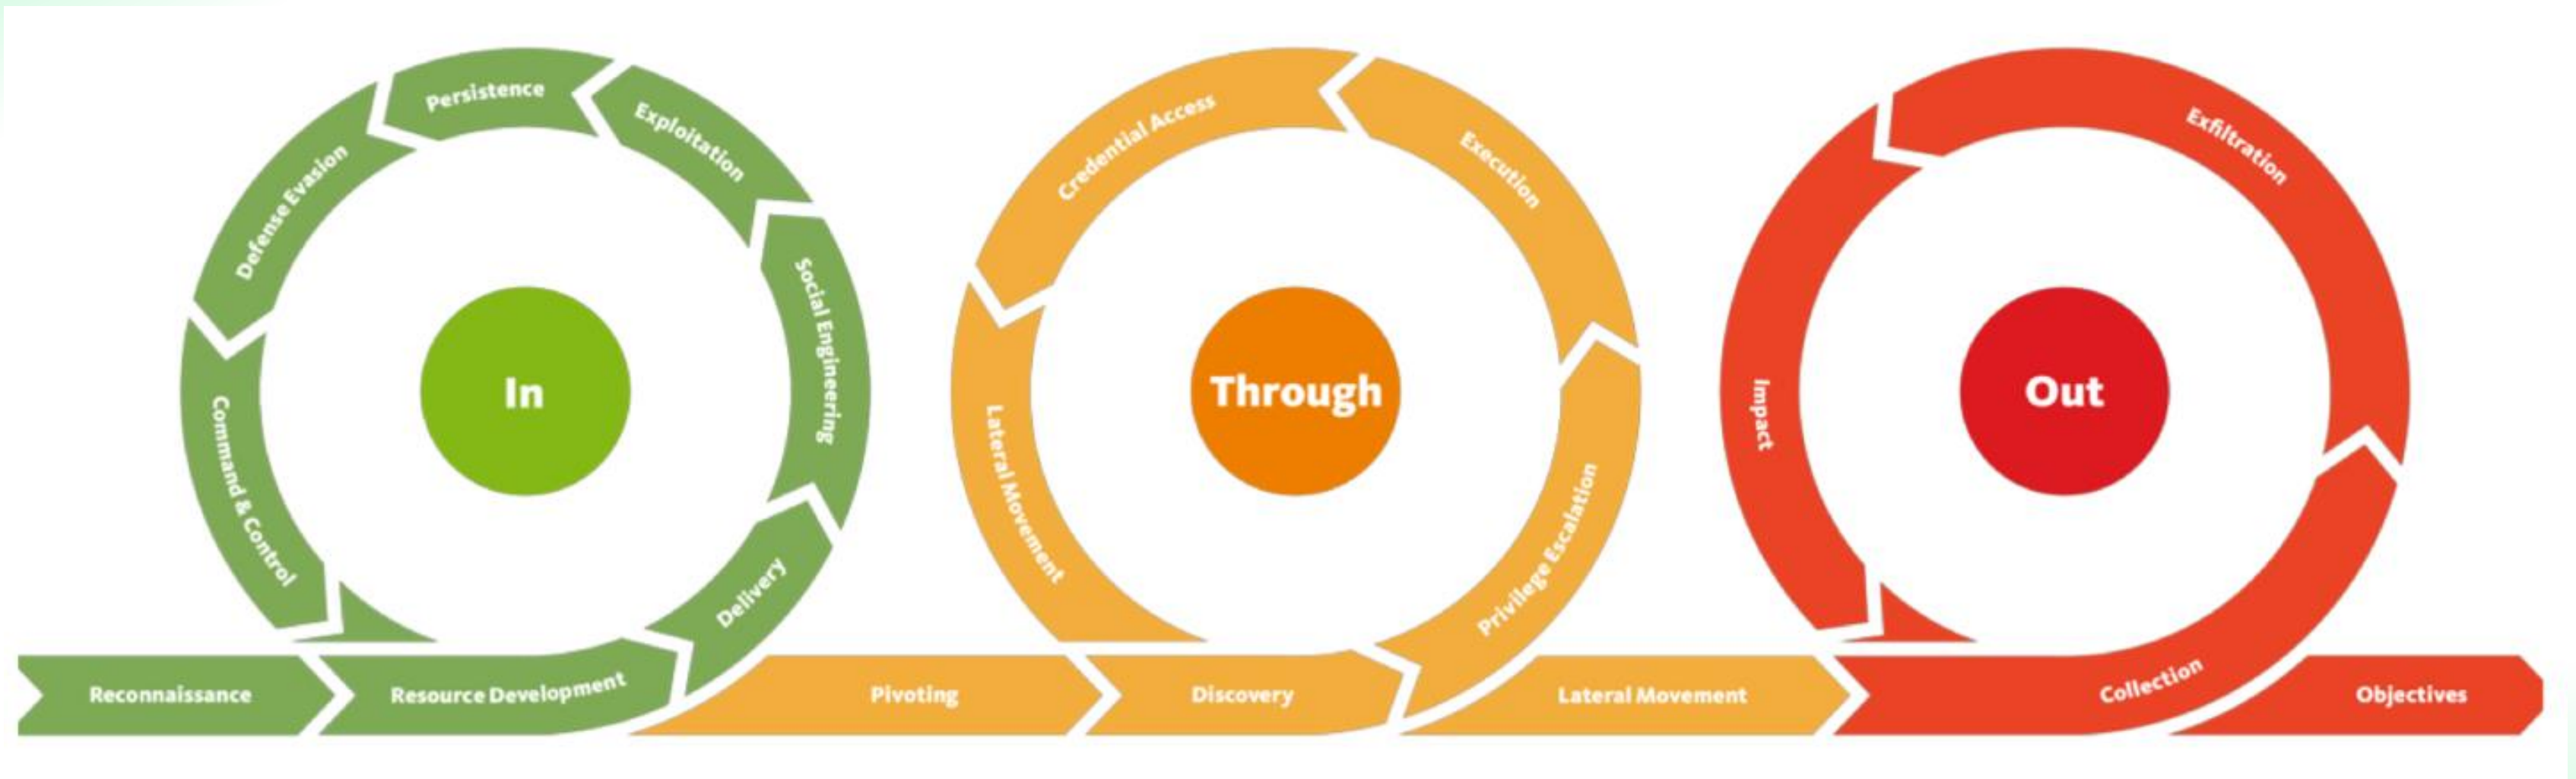 Reconnaissance
Resource Development
Delivery
Social Engineering
Exploitation
Persistence
Defense Evasion
Command & Control
In
Pivoting
Discovery
Privilege Escalation
Execution
Credential Access
Lateral Movement
Through
Lateral Movement
Collection
Exfiltration
Impact
Out
Objectives